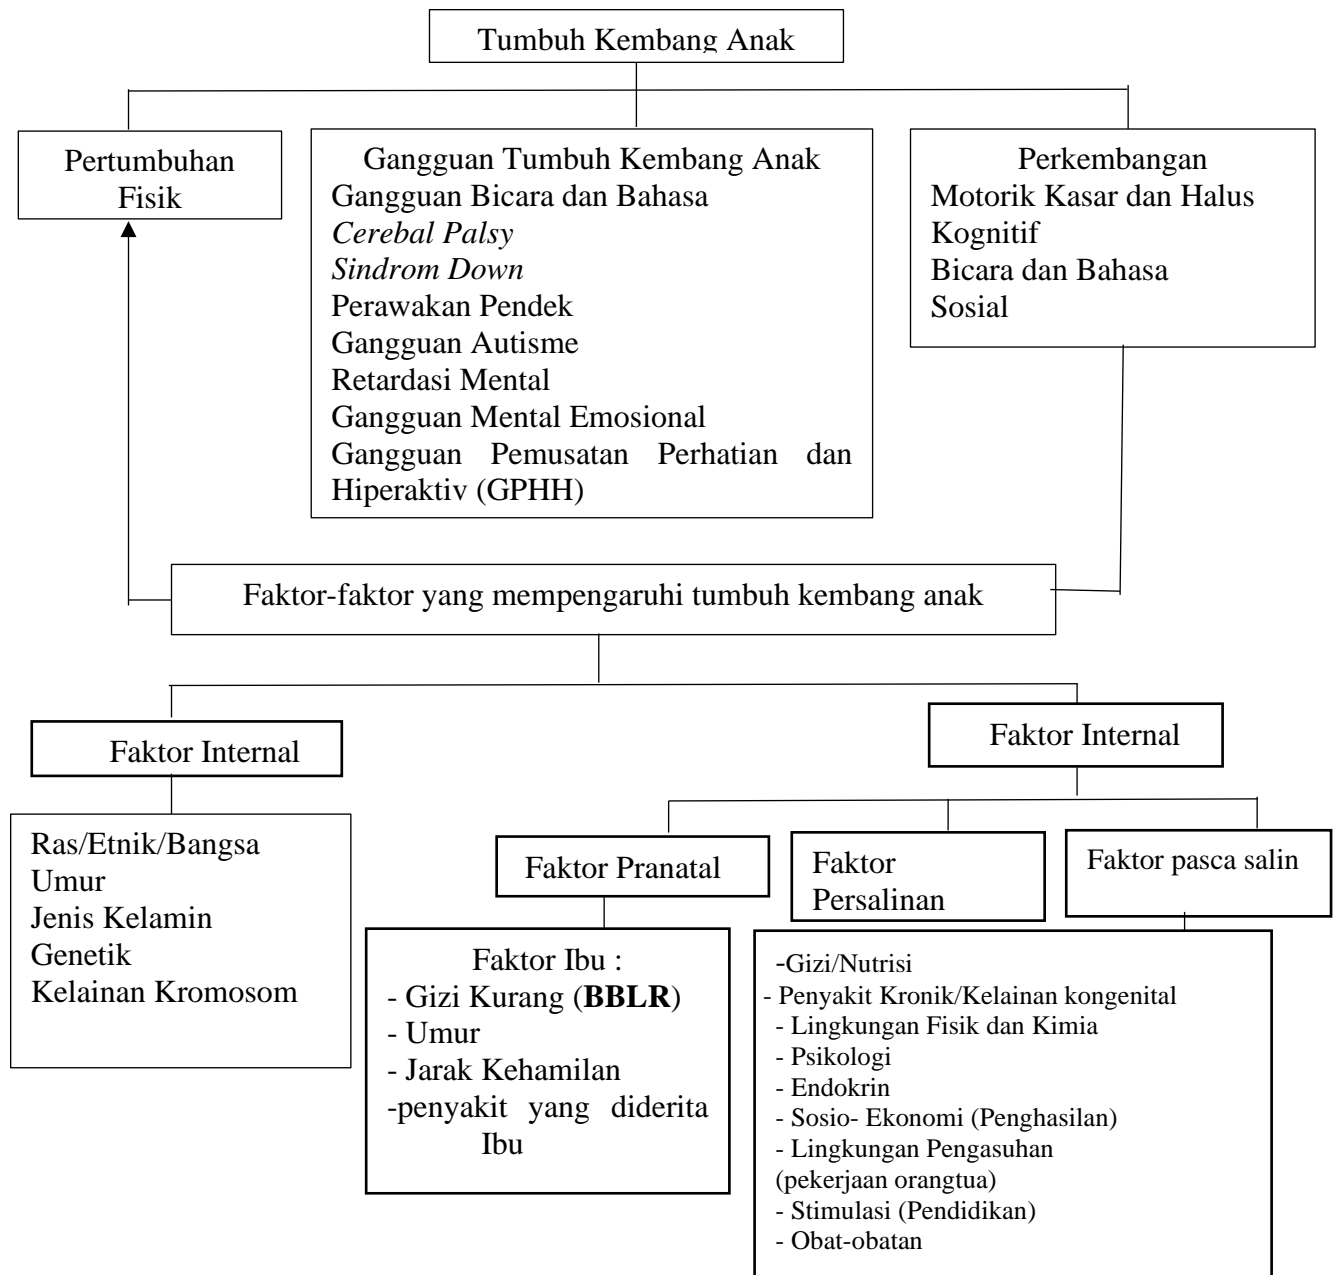 Tumbuh Kembang Anak
Pertumbuhan
Fisik
Gangguan Tumbuh Kembang Anak
Gangguan Bicara dan Bahasa
Cerebal Palsy
Sindrom Down
Perawakan Pendek
Gangguan Autisme
Retardasi Mental
Gangguan Mental Emosional
Gangguan Pemusatan Perhatian dan
Hiperaktiv (GPHH)
Perkembangan
Motorik Kasar dan Halus
Kognitif
Bicara dan Bahasa
Sosial
Faktor-faktor yang mempengaruhi tumbuh kembang anak
Faktor Internal
Ras/Etnik/Bangsa
Umur
Jenis Kelamin
Genetik
Kelainan Kromosom
Faktor Internal
Faktor Pranatal
Faktor Ibu :
- Gizi Kurang (BBLR)
- Umur
- Jarak Kehamilan
-penyakit yang diderita
Ibu
Faktor
Persalinan
Faktor pasca salin
-Gizi/Nutrisi
- Penyakit Kronik/Kelainan kongenital
- Lingkungan Fisik dan Kimia
- Psikologi
- Endokrin
- Sosio- Ekonomi (Penghasilan)
- Lingkungan Pengasuhan
(pekerjaan orangtua)
- Stimulasi (Pendidikan)
- Obat-obatan